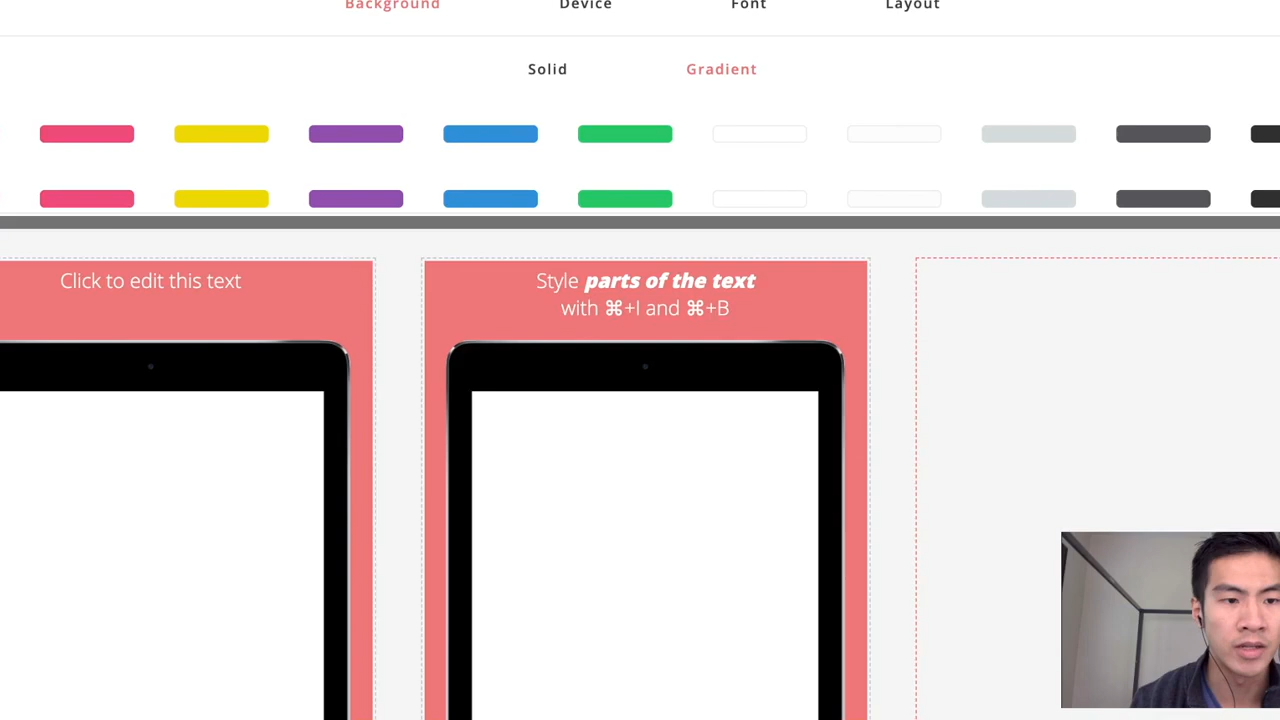 Background Device Font Layout
Solid Gradient
Click to edit this text
Style parts of the text
with ⌘+I and ⌘+B